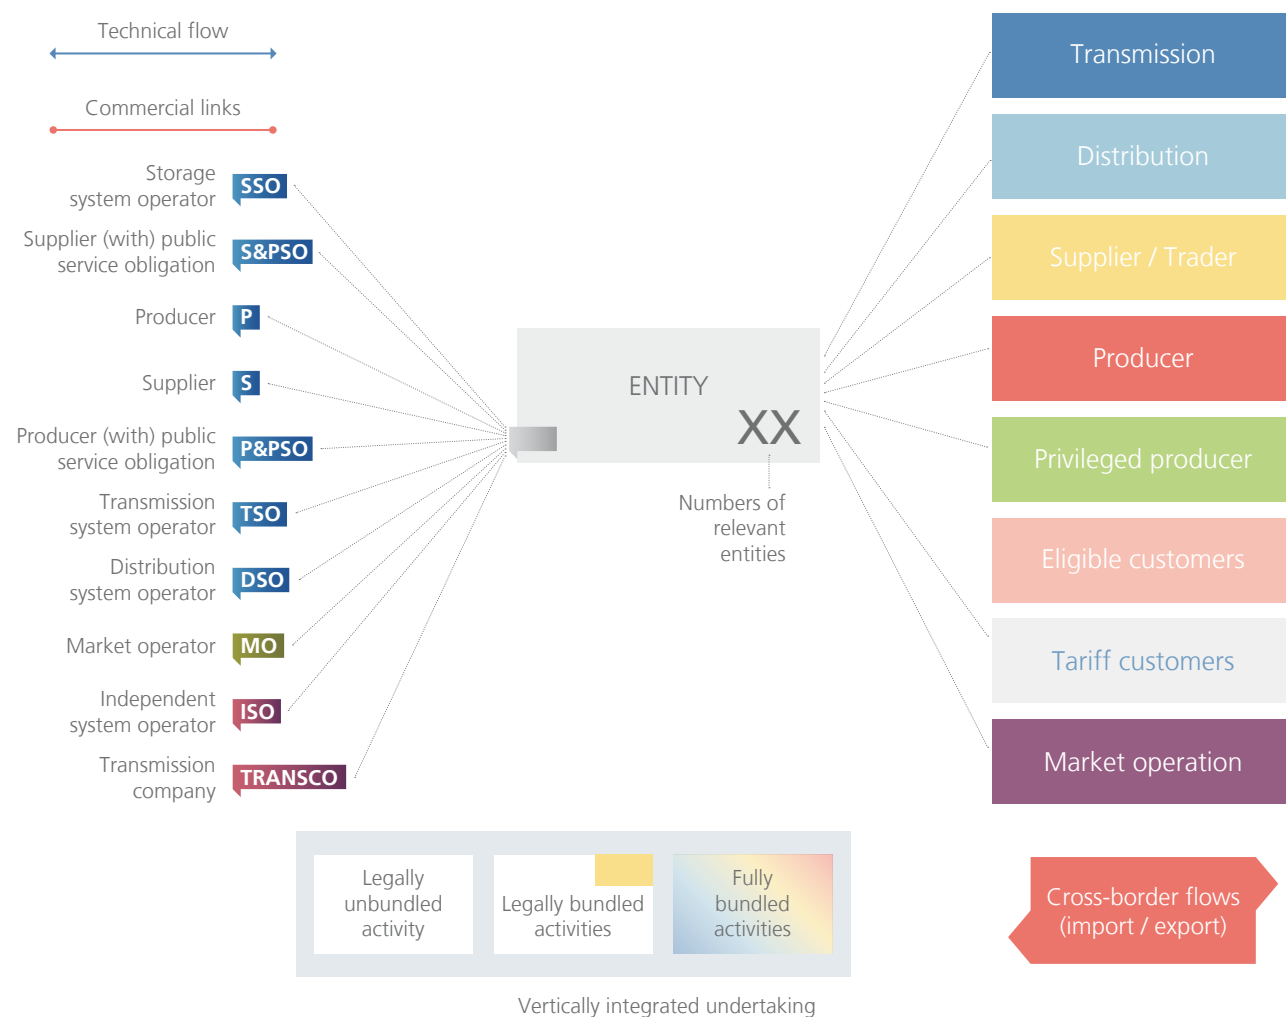 Technical flow
Commercial links
Storage
system operator
SSO
Supplier (with) public
service obligation
S&PSO
Producer
P
Supplier
S
Producer (with) public
service obligation
P&PSO
Transmission
system operator
TSO
Distribution
system operator
DSO
Market operator
MO
Independent
system operator
ISO
Transmission
company
TRANSCO
ENTITY
XX
Numbers of
relevant
entities
Transmission
Distribution
Supplier / Trader
Producer
Privileged producer
Eligible customers
Tariff customers
Market operation
Legally
unbundled
activity
Legally bundled
activities
Fully
bundled
activities
Vertically integrated undertaking
Cross-border flows
(import / export)